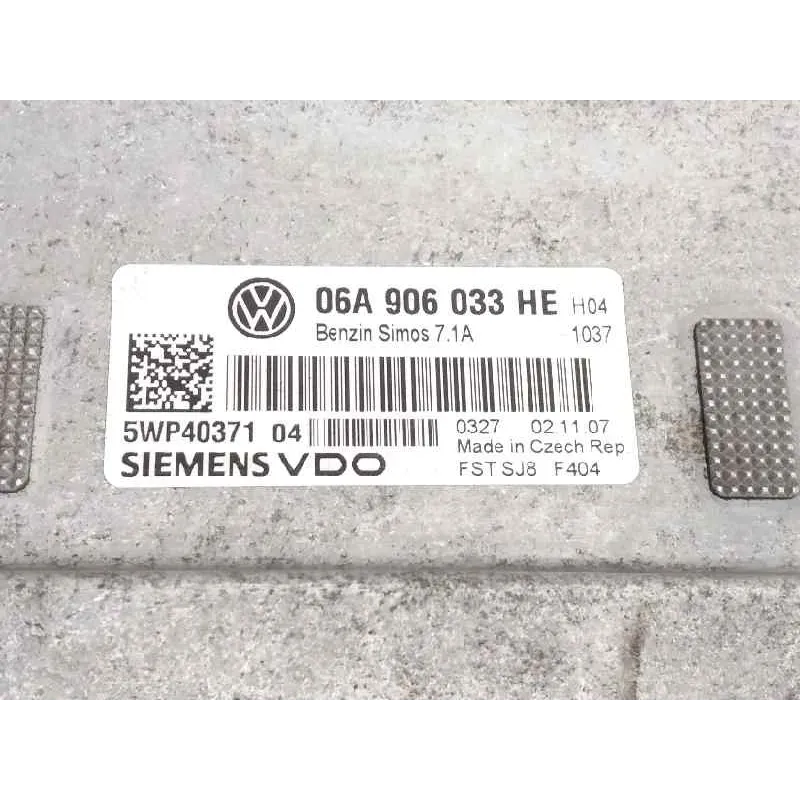 06A 906 033 HE H04
Benzin Simos 7.1A 1037
5WP40371 04
0327 02.11.07
Made in Czech Rep
SIEMENS VDO
FST SJ8 F404